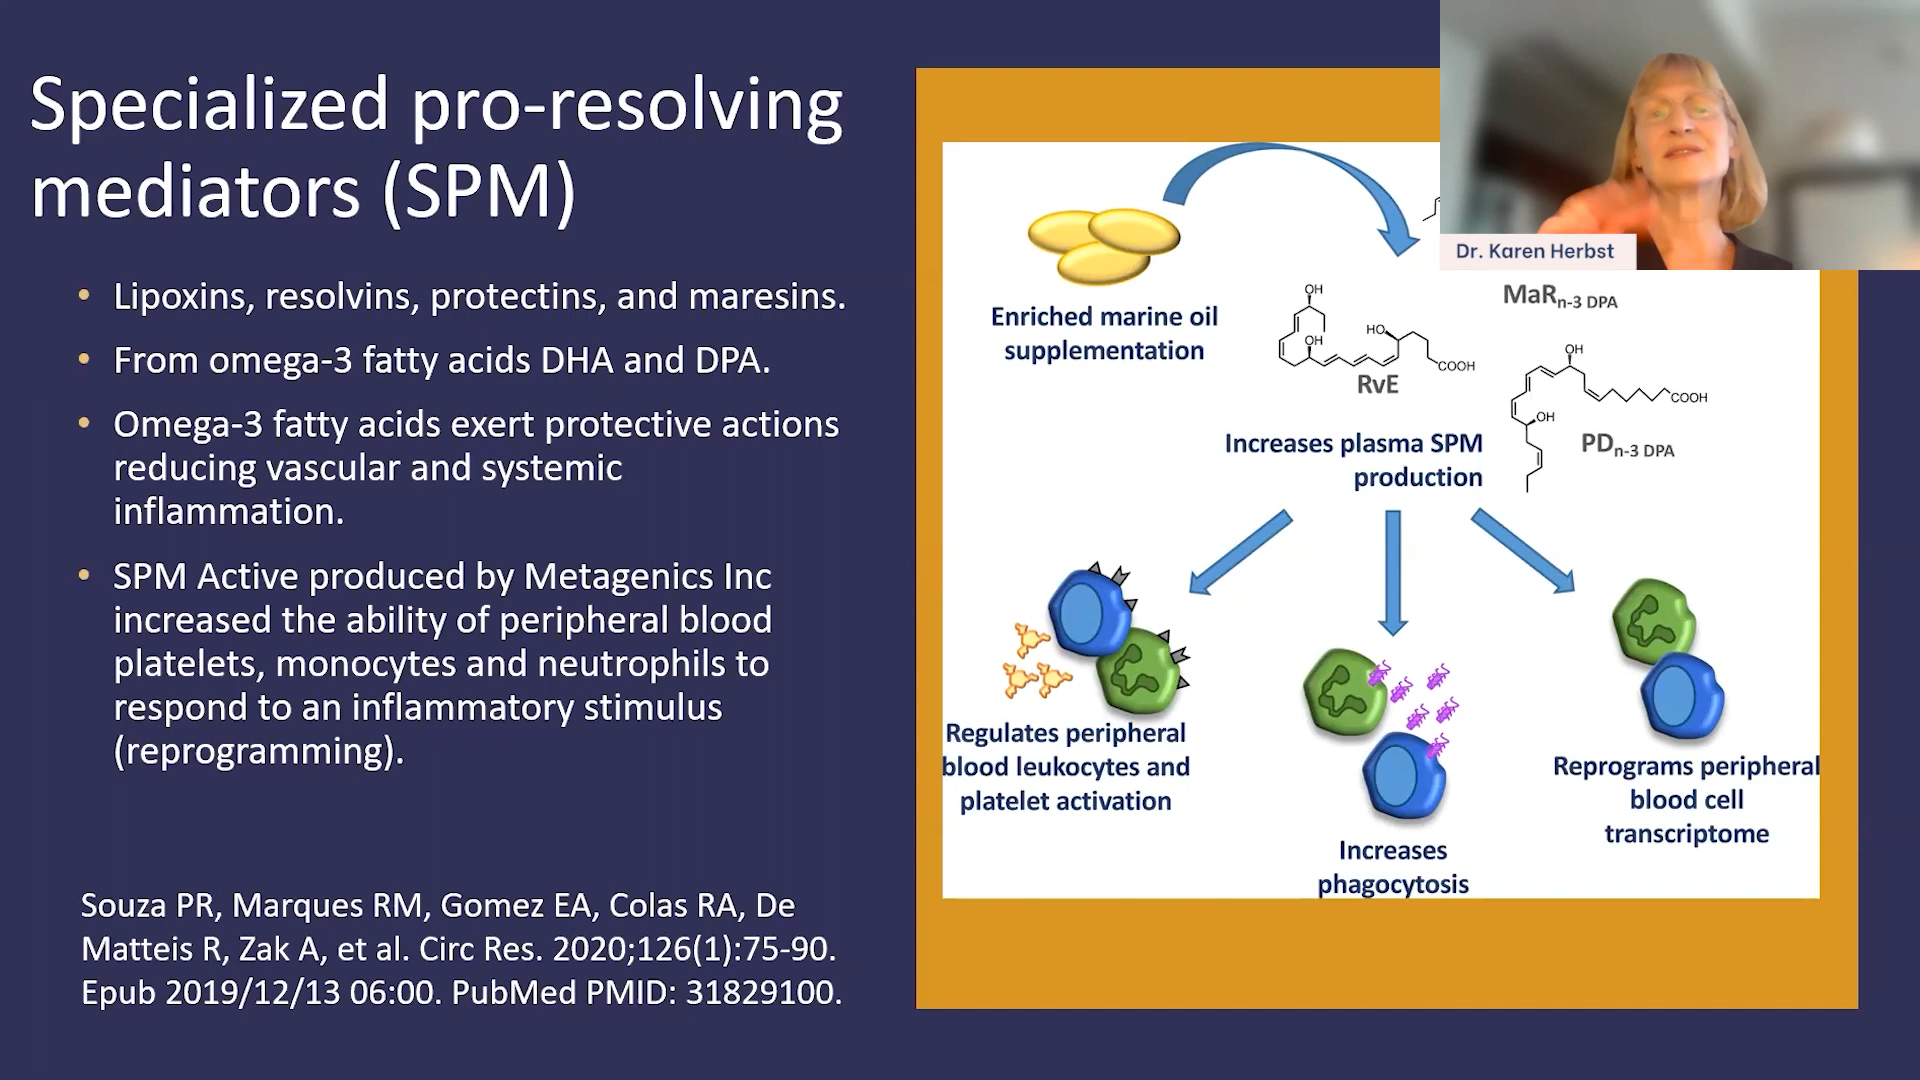 Specialized pro-resolving
mediators (SPM)
• Lipoxins, resolvins, protectins, and maresins.
• From omega-3 fatty acids DHA and DPA.
• Omega-3 fatty acids exert protective actions
reducing vascular and systemic
inflammation.
• SPM Active produced by Metagenics Inc
increased the ability of peripheral blood
platelets, monocytes and neutrophils to
respond to an inflammatory stimulus
(reprogramming).
Souza PR, Marques RM, Gomez EA, Colas RA, De
Matteis R, Zak A, et al. Circ Res. 2020;126(1):75-90.
Epub 2019/12/13 06:00. PubMed PMID: 31829100.
Dr. Karen Herbst
Enriched marine oil
supplementation
OH
HO
OH
COOH
RvE
MaRn-3 DPA
OH
COOH
OH
PDn-3 DPA
Increases plasma SPM
production
Regulates peripheral
blood leukocytes and
platelet activation
Increases
phagocytosis
Reprograms peripheral
blood cell
transcriptome